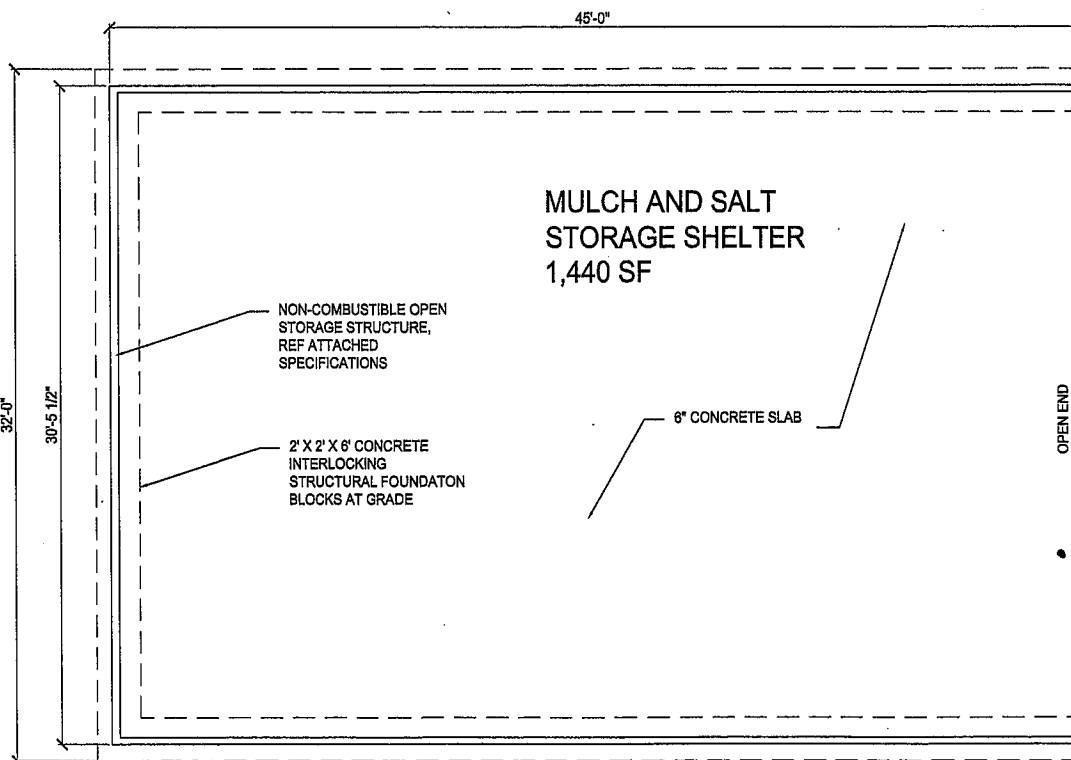 45'-0"
MULCH AND SALT
STORAGE SHELTER
1,440 SF
NON-COMBUSTIBLE OPEN
STORAGE STRUCTURE,
REF ATTACHED
SPECIFICATIONS
32'-0"
30'-5 1/2"
6" CONCRETE SLAB
OPEN END
2' X 2' X 6' CONCRETE
INTERLOCKING
STRUCTURAL FOUNDATON
BLOCKS AT GRADE